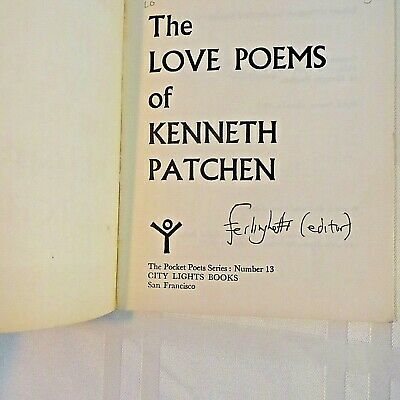 The
LOVE POEMS
of
KENNETH
PATCHEN
Ferlinghetti (editor)
The Pocket Poets Series : Number 13
CITY LIGHTS BOOKS
San Francisco